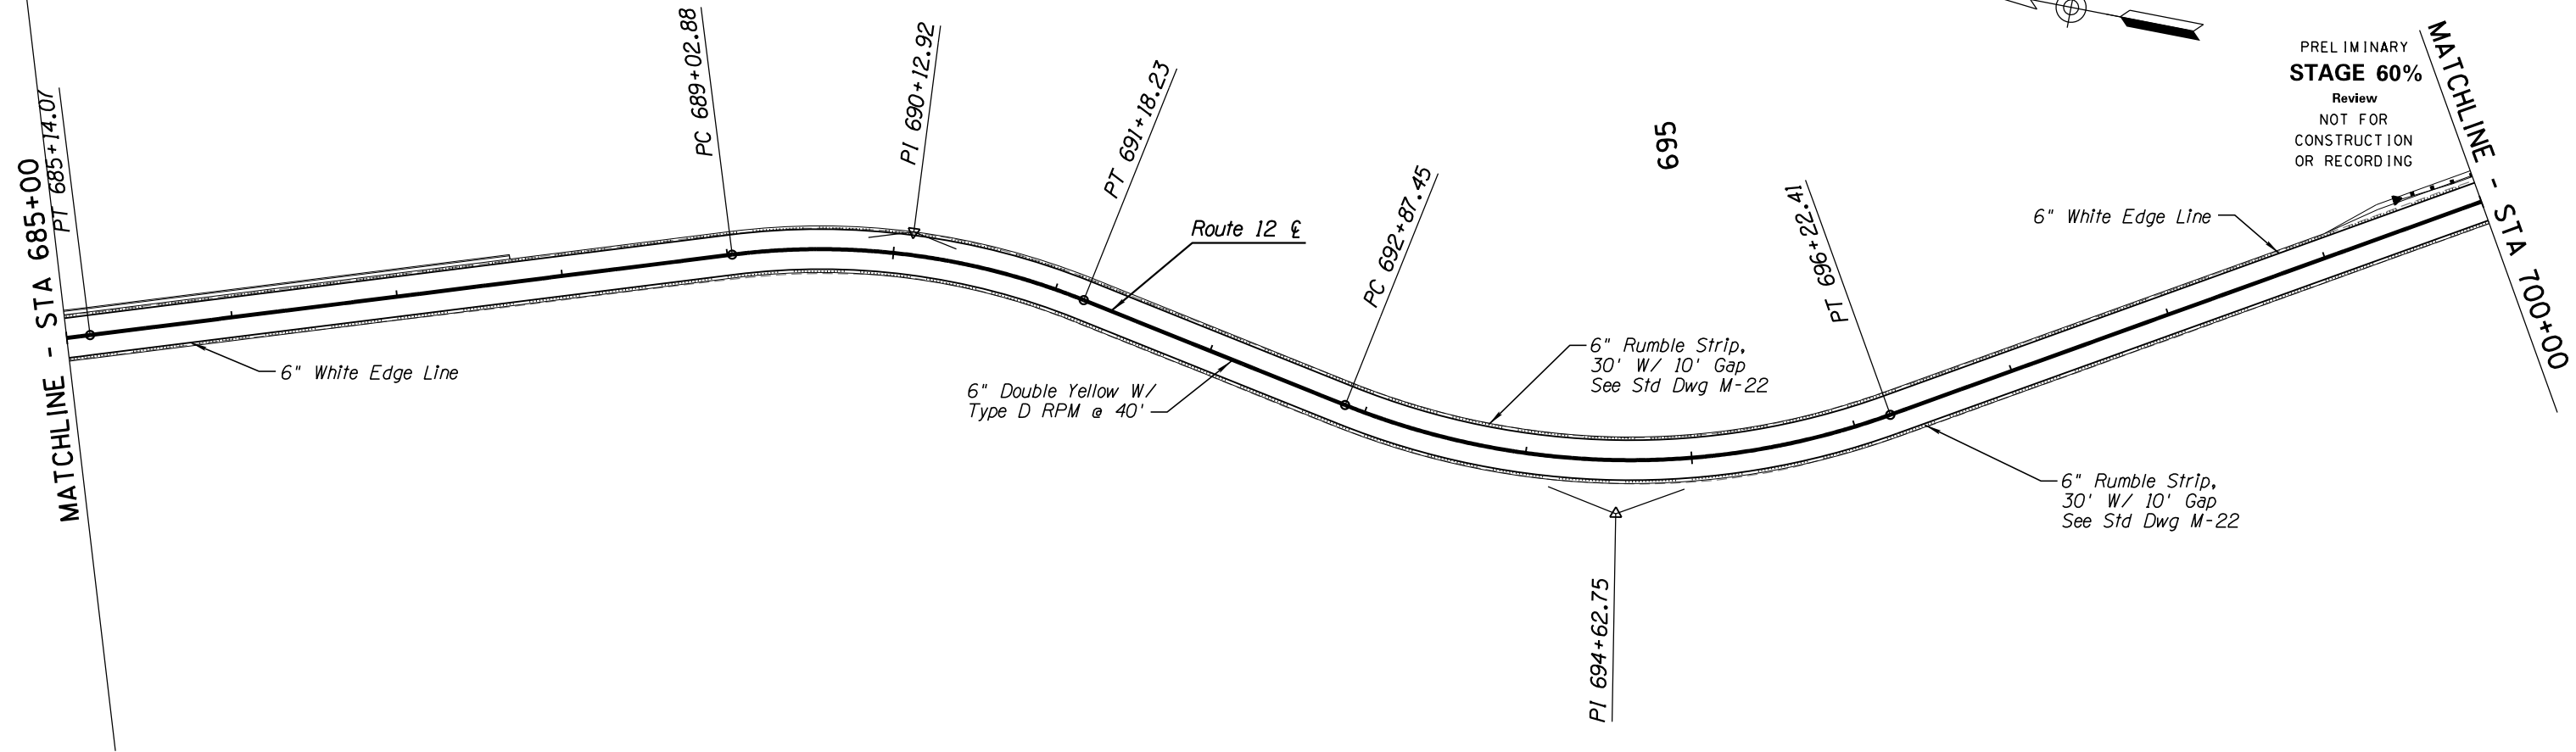 MATCHLINE - STA 685+00
PT 685+14.07
PC 689+02.88
PI 690+12.92
PT 691+18.23
Route 12 ℄
PC 692+87.45
695
PT 696+22.41
PRELIMINARY
STAGE 60%
Review
NOT FOR
CONSTRUCTION
OR RECORDING
MATCHLINE - STA 700+00
6" White Edge Line
6" White Edge Line
6" Double Yellow W/
Type D RPM @ 40'
6" Rumble Strip,
30' W/ 10' Gap
See Std Dwg M-22
6" Rumble Strip,
30' W/ 10' Gap
See Std Dwg M-22
PI 694+62.75